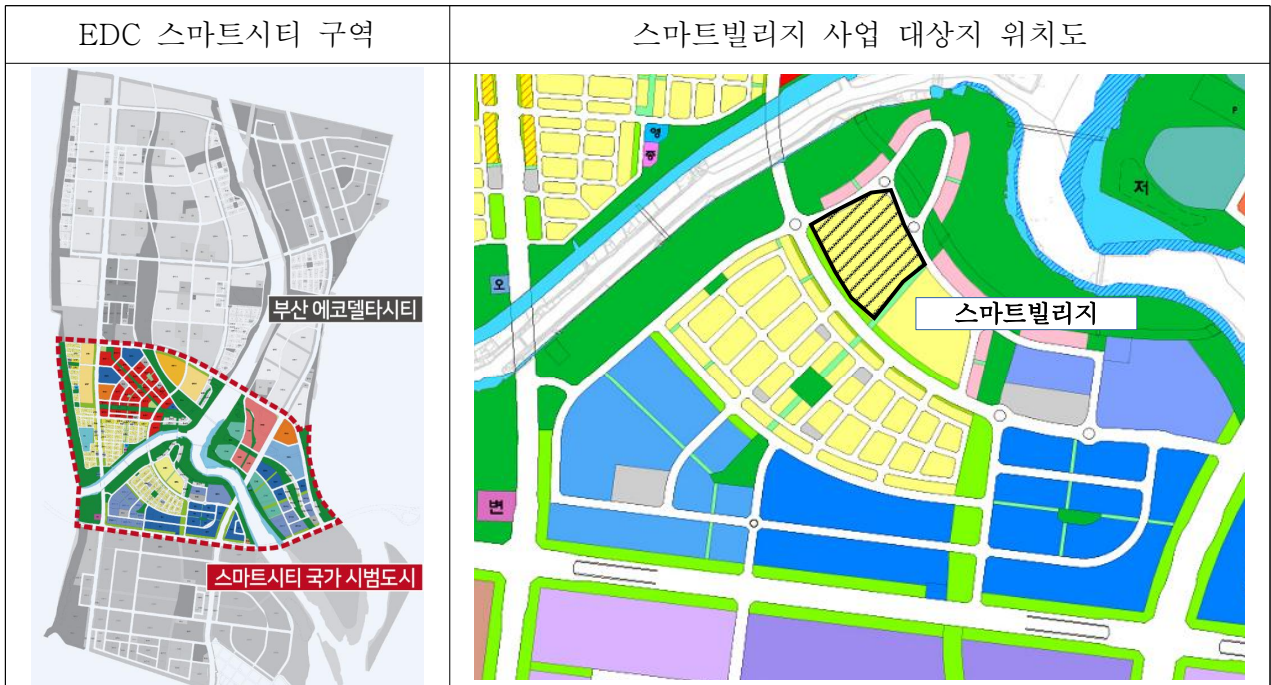 EDC 스마트시티 구역
스마트빌리지 사업 대상지 위치도
부산 에코델타시티
스마트시티 국가 시범도시
영
종
오
변
저
P
스마트빌리지